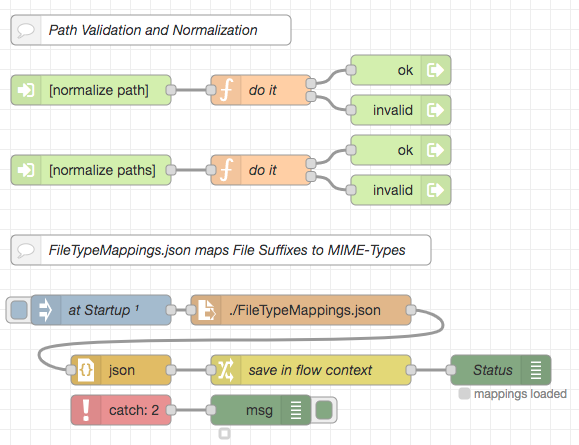 Path Validation and Normalization
[normalize path]
do it
ok
invalid
[normalize paths]
do it
ok
invalid
FileTypeMappings.json maps File Suffixes to MIME-Types
at Startup ¹
./FileTypeMappings.json
json
save in flow context
Status
mappings loaded
catch: 2
msg